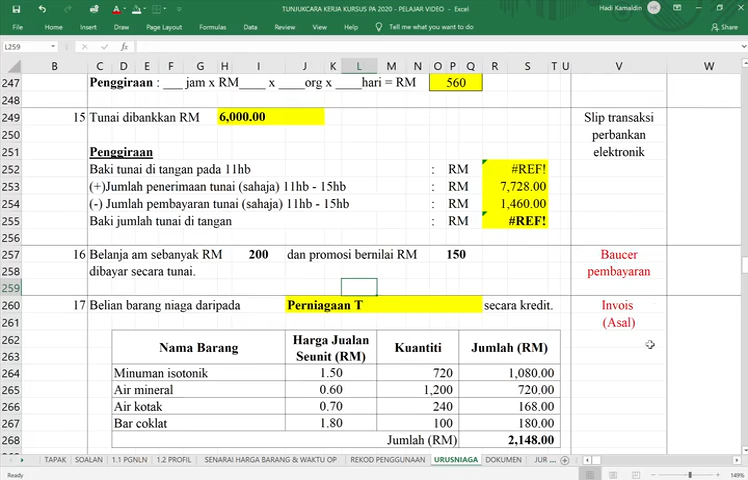 TUNJUKCARA KERJA KURSUS PA 2020 - PELAJAR VIDEO - Excel
Hadi Kamaldin HK
File Home Insert Draw Page Layout Formulas Data Review View Help Tell me what you want to do Share
L259 fx
B C D E F G H I J K L M N O P Q R S T U V W
247 Penggiraan : ___ jam x RM____ x ____org x ____hari = RM 560
248
249 15 Tunai dibankkan RM 6,000.00 Slip transaksi
250 perbankan
251 Penggiraan elektronik
252 Baki tunai di tangan pada 11hb : RM #REF!
253 (+)Jumlah penerimaan tunai (sahaja) 11hb - 15hb : RM 7,728.00
254 (-) Jumlah pembayaran tunai (sahaja) 11hb - 15hb : RM 1,460.00
255 Baki jumlah tunai di tangan : RM #REF!
256
257 16 Belanja am sebanyak RM 200 dan promosi bernilai RM 150 Baucer
258 dibayar secara tunai. pembayaran
259
260 17 Belian barang niaga daripada Perniagaan T secara kredit. Invois
261 (Asal)
262 Nama Barang Harga Jualan Kuantiti Jumlah (RM)
263 Seunit (RM)
264 Minuman isotonik 1.50 720 1,080.00
265 Air mineral 0.60 1,200 720.00
266 Air kotak 0.70 240 168.00
267 Bar coklat 1.80 100 180.00
268 Jumlah (RM) 2,148.00
TAPAK SOALAN 1.1 PGNLN 1.2 PROFIL SENARAI HARGA BARANG & WAKTU OP REKOD PENGGUNAAN URUSNIAGA DOKUMEN JUR ...
Ready 149%